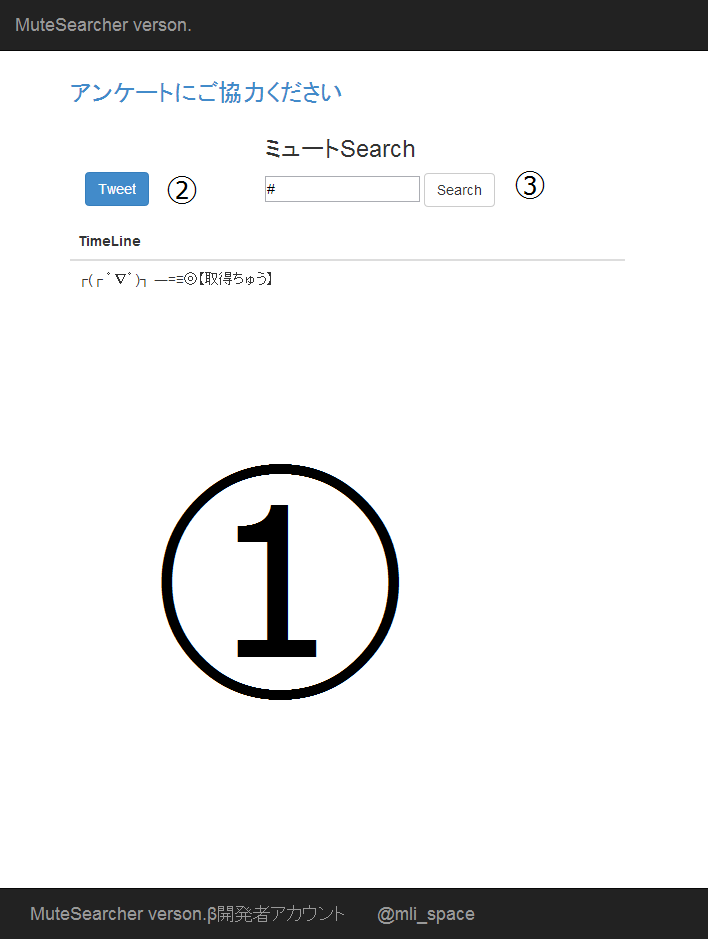 MuteSearcher verson.
アンケートにご協力ください
ミュートSearch
Tweet ② # Search ③
TimeLine
┌(┌ ﾟ∇ﾟ)┐ —=≡◎【取得ちゅう】
①
MuteSearcher verson.β開発者アカウント @mli_space